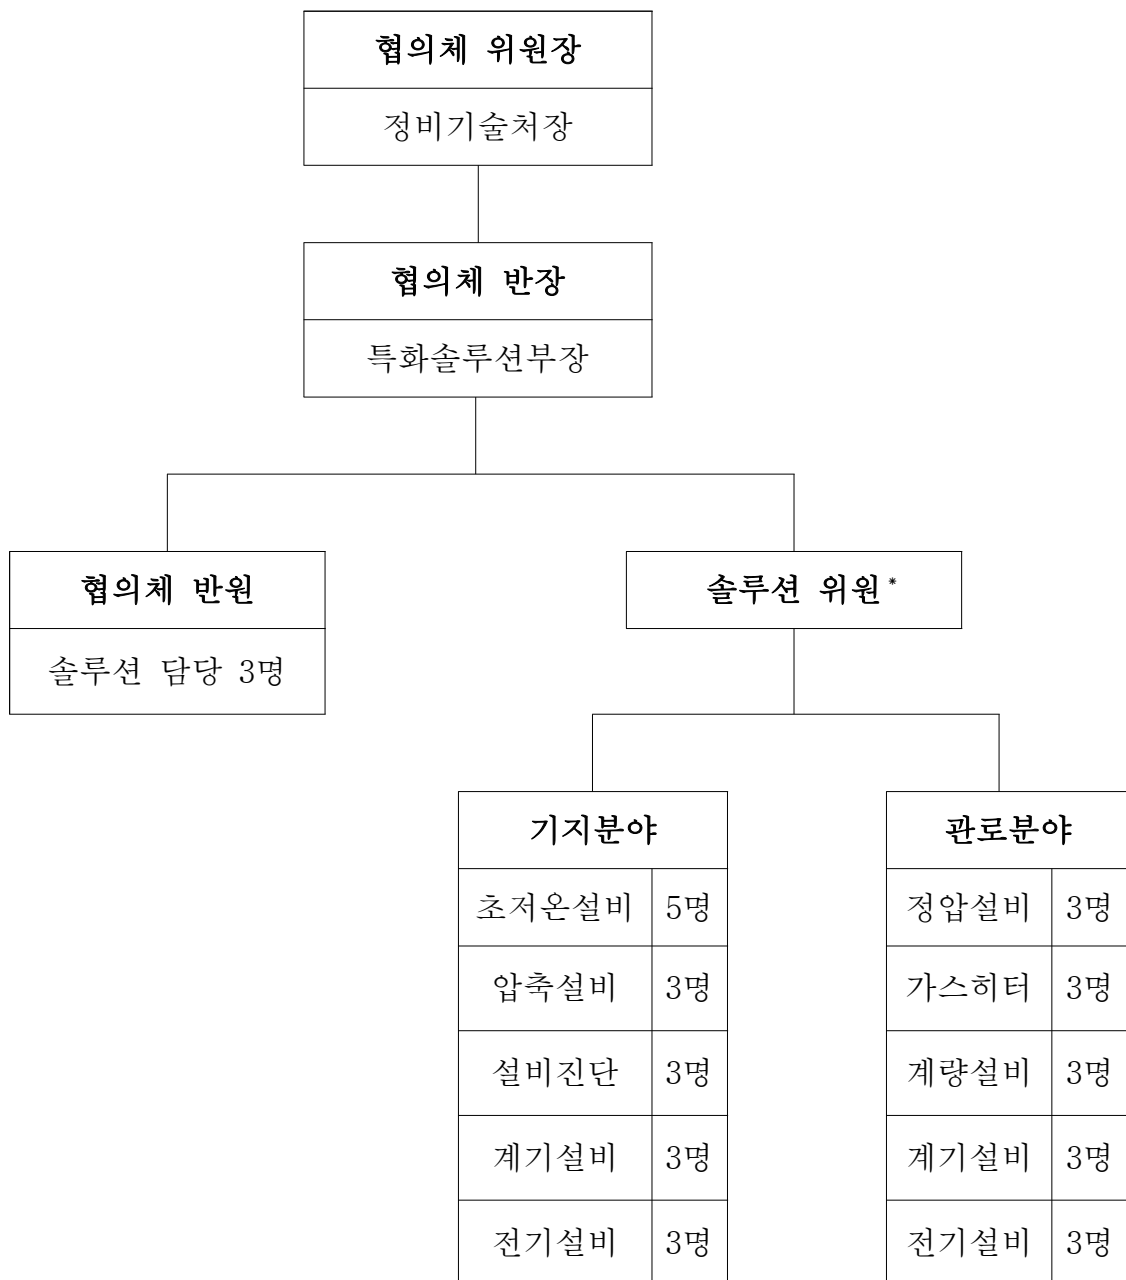 협의체 위원장
정비기술처장
협의체 반장
특화솔루션부장
협의체 반원
솔루션 담당 3명
솔루션 위원*
기지분야
초저온설비 5명
압축설비 3명
설비진단 3명
계기설비 3명
전기설비 3명
관로분야
정압설비 3명
가스히터 3명
계량설비 3명
계기설비 3명
전기설비 3명